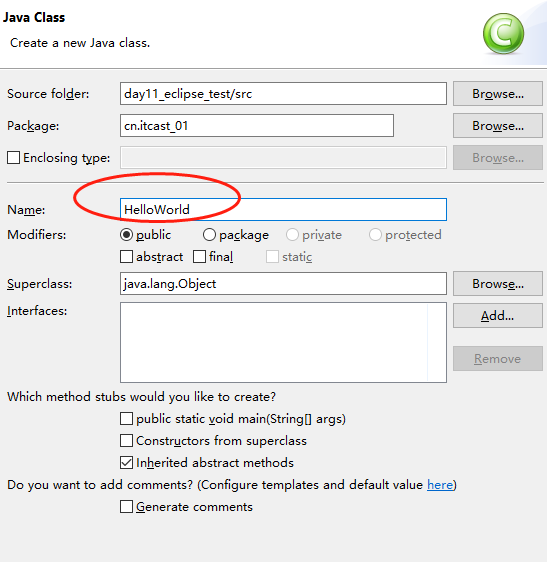 Java Class
Create a new Java class.
C
Source folder: day11_eclipse_test/src Browse...
Package: cn.itcast_01 Browse...
Enclosing type: Browse...
Name: HelloWorld
Modifiers: public package private protected
abstract final static
Superclass: java.lang.Object Browse...
Interfaces: Add...
Remove
Which method stubs would you like to create?
public static void main(String[] args)
Constructors from superclass
Inherited abstract methods
Do you want to add comments? (Configure templates and default value here)
Generate comments